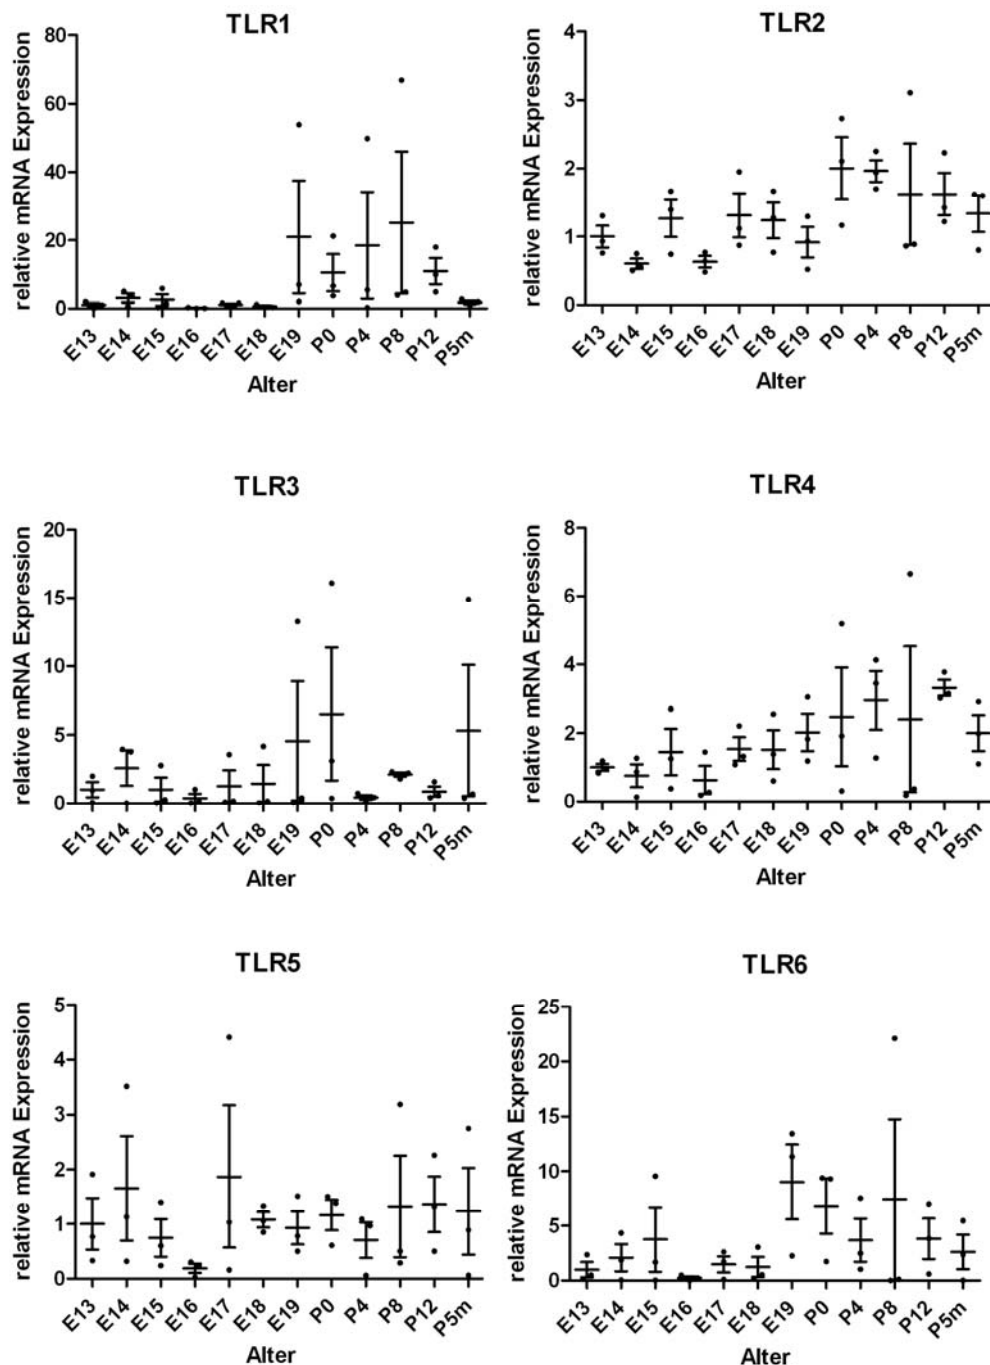 TLR1
relative mRNA Expression
80
60
40
20
0
E13 E14 E15 E16 E17 E18 E19 P0 P4 P8 P12 P5m
Alter
TLR2
relative mRNA Expression
4
3
2
1
0
E13 E14 E15 E16 E17 E18 E19 P0 P4 P8 P12 P5m
Alter
TLR3
relative mRNA Expression
20
15
10
5
0
E13 E14 E15 E16 E17 E18 E19 P0 P4 P8 P12 P5m
Alter
TLR4
relative mRNA Expression
8
6
4
2
0
E13 E14 E15 E16 E17 E18 E19 P0 P4 P8 P12 P5m
Alter
TLR5
relative mRNA Expression
5
4
3
2
1
0
E13 E14 E15 E16 E17 E18 E19 P0 P4 P8 P12 P5m
Alter
TLR6
relative mRNA Expression
25
20
15
10
5
0
E13 E14 E15 E16 E17 E18 E19 P0 P4 P8 P12 P5m
Alter